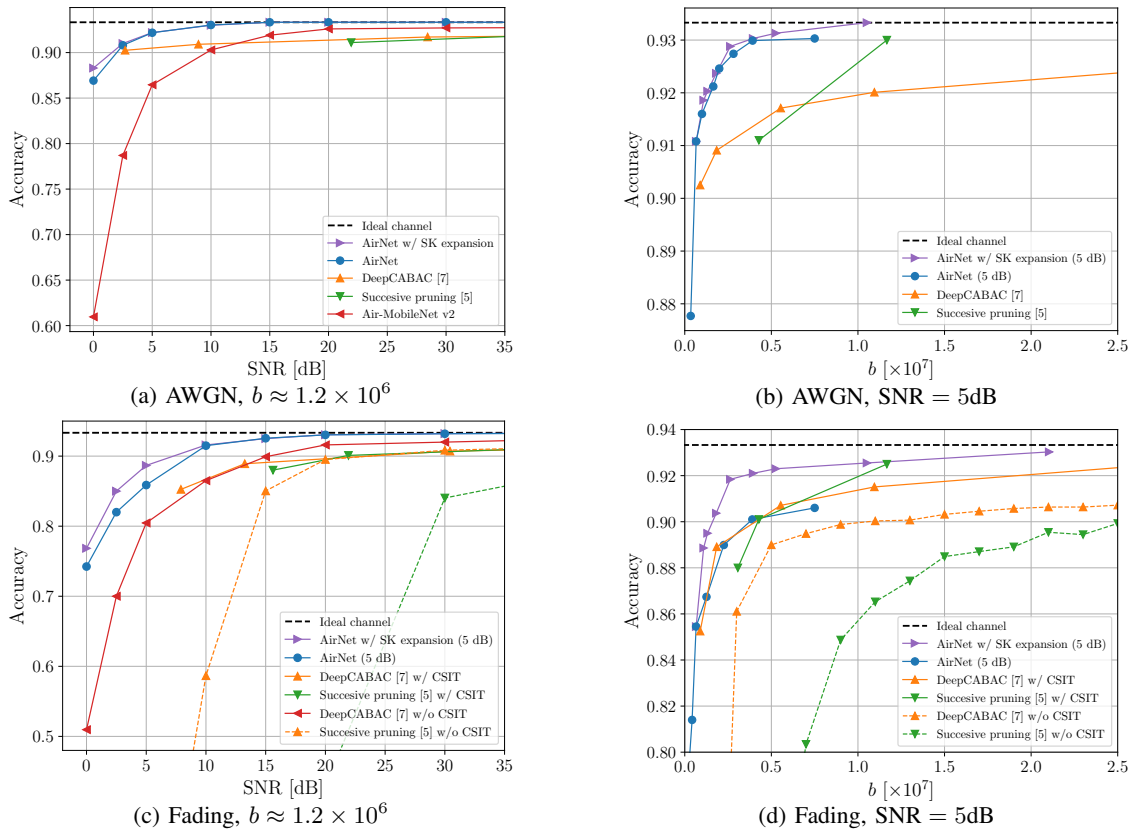 0.90
0.85
0.80
0.75
0.70
0.65
0.60
Accuracy
0 5 10 15 20 25 30 35
SNR [dB]
Ideal channel
AirNet w/ SK expansion
AirNet
DeepCABAC [7]
Succesive pruning [5]
Air-MobileNet v2
(a) AWGN, b ≈ 1.2 × 10⁶
0.93
0.92
0.91
0.90
0.89
0.88
Accuracy
0.0 0.5 1.0 1.5 2.0 2.5
b [×10⁷]
Ideal channel
AirNet w/ SK expansion (5 dB)
AirNet (5 dB)
DeepCABAC [7]
Succesive pruning [5]
(b) AWGN, SNR = 5dB
0.9
0.8
0.7
0.6
0.5
Accuracy
0 5 10 15 20 25 30 35
SNR [dB]
Ideal channel
AirNet w/ SK expansion (5 dB)
AirNet (5 dB)
DeepCABAC [7] w/ CSIT
Succesive pruning [5] w/ CSIT
DeepCABAC [7] w/o CSIT
Succesive pruning [5] w/o CSIT
(c) Fading, b ≈ 1.2 × 10⁶
0.94
0.92
0.90
0.88
0.86
0.84
0.82
0.80
Accuracy
0.0 0.5 1.0 1.5 2.0 2.5
b [×10⁷]
Ideal channel
AirNet w/ SK expansion (5 dB)
AirNet (5 dB)
DeepCABAC [7] w/ CSIT
Succesive pruning [5] w/ CSIT
DeepCABAC [7] w/o CSIT
Succesive pruning [5] w/o CSIT
(d) Fading, SNR = 5dB